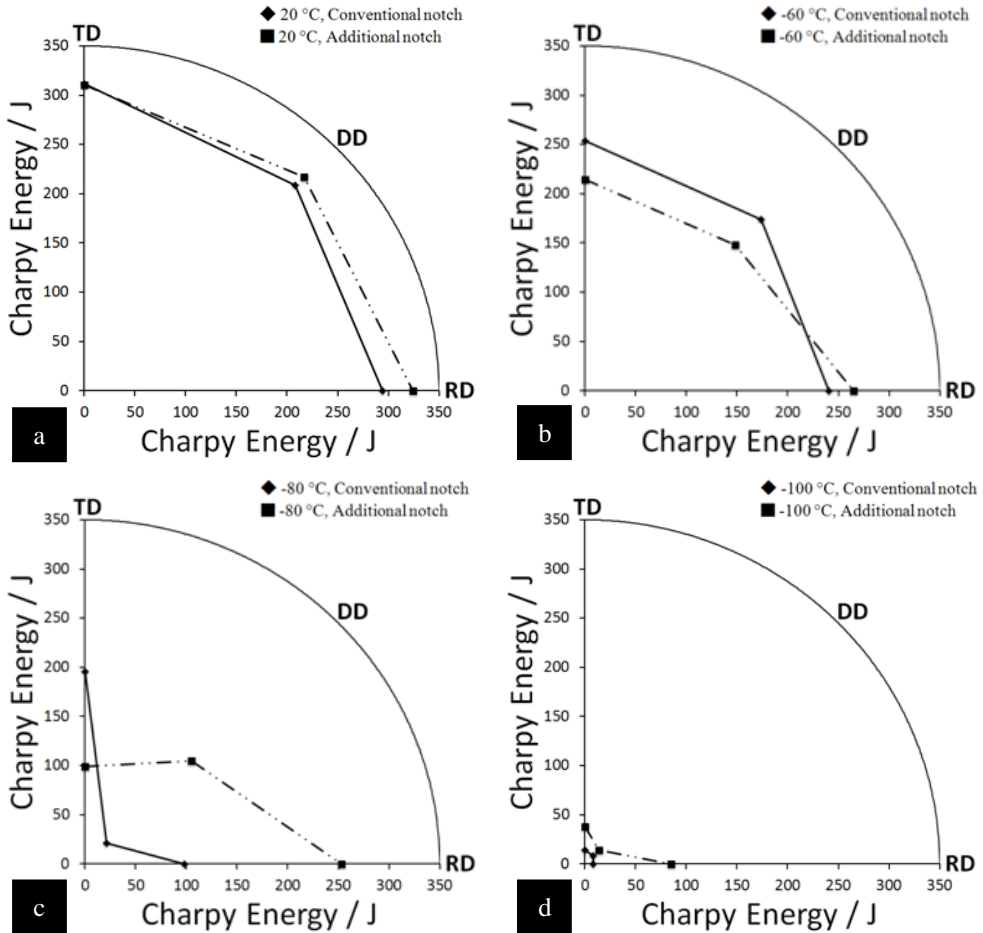 20 °C, Conventional notch
20 °C, Additional notch
TD
350
300
250
200
150
100
50
0
Charpy Energy / J
DD
RD
0 50 100 150 200 250 300 350
Charpy Energy / J
a
-60 °C, Conventional notch
-60 °C, Additional notch
TD
350
300
250
200
150
100
50
0
Charpy Energy / J
DD
RD
0 50 100 150 200 250 300 350
Charpy Energy / J
b
-80 °C, Conventional notch
-80 °C, Additional notch
TD
350
300
250
200
150
100
50
0
Charpy Energy / J
DD
RD
0 50 100 150 200 250 300 350
Charpy Energy / J
c
-100 °C, Conventional notch
-100 °C, Additional notch
TD
350
300
250
200
150
100
50
0
Charpy Energy / J
DD
RD
0 50 100 150 200 250 300 350
Charpy Energy / J
d